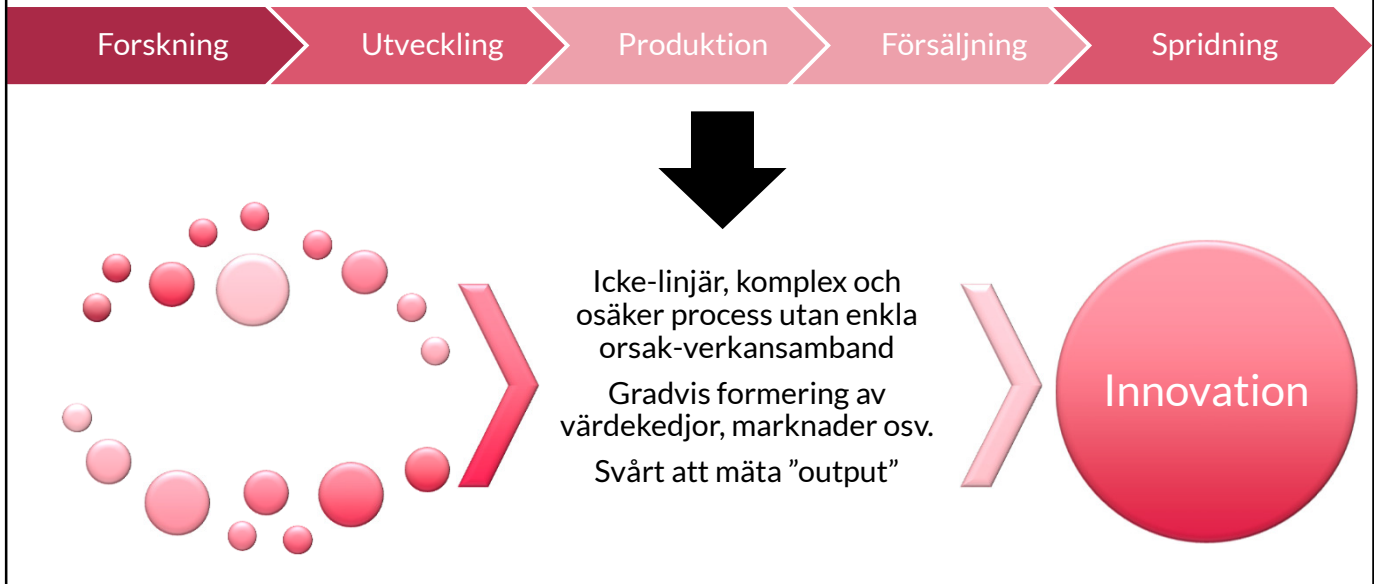 Forskning
Utveckling
Produktion
Försäljning
Spridning
Icke-linjär, komplex och
osäker process utan enkla
orsak-verkansamband
Gradvis formering av
värdekedjor, marknader osv.
Svårt att mäta ”output”
Innovation